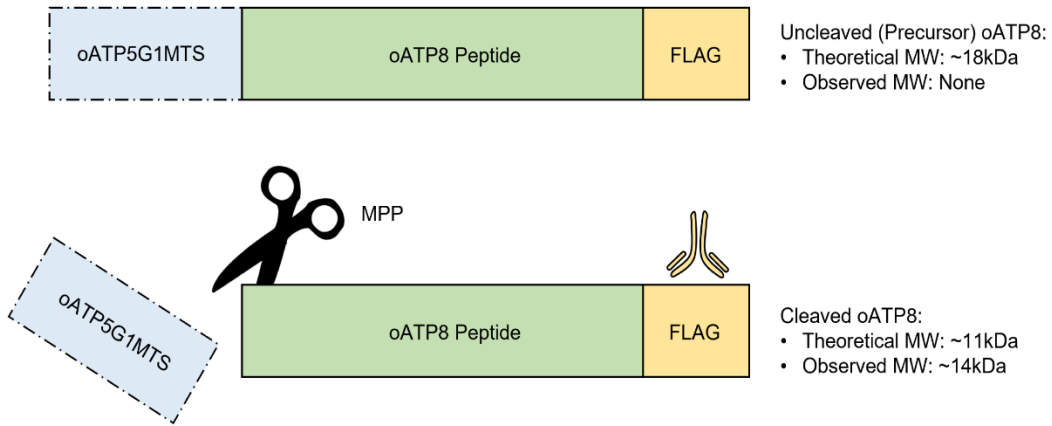 oATP5G1MTS
oATP8 Peptide
FLAG
Uncleaved (Precursor) oATP8:
• Theoretical MW: ~18kDa
• Observed MW: None
MPP
oATP5G1MTS
oATP8 Peptide
FLAG
Cleaved oATP8:
• Theoretical MW: ~11kDa
• Observed MW: ~14kDa